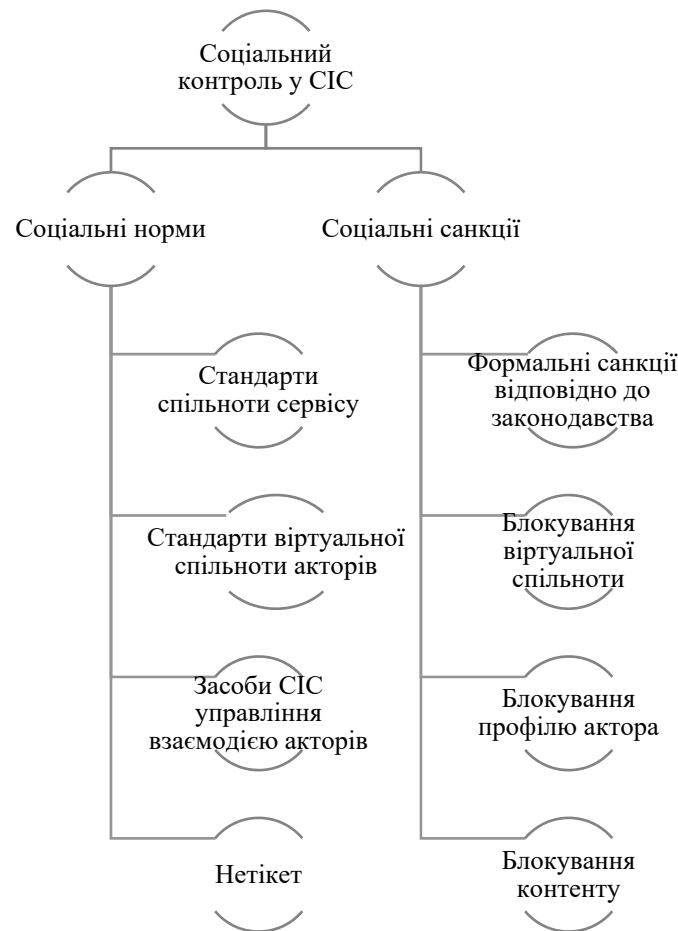 Соціальний
контроль у СІС
Соціальні норми
Соціальні санкції
Стандарти
спільноти сервісу
Стандарти віртуальної
спільноти акторів
Засоби СІС
управління
взаємодією акторів
Нетікет
Формальні санкції
відповідно до
законодавства
Блокування
віртуальної
спільноти
Блокування
профілю актора
Блокування
контенту